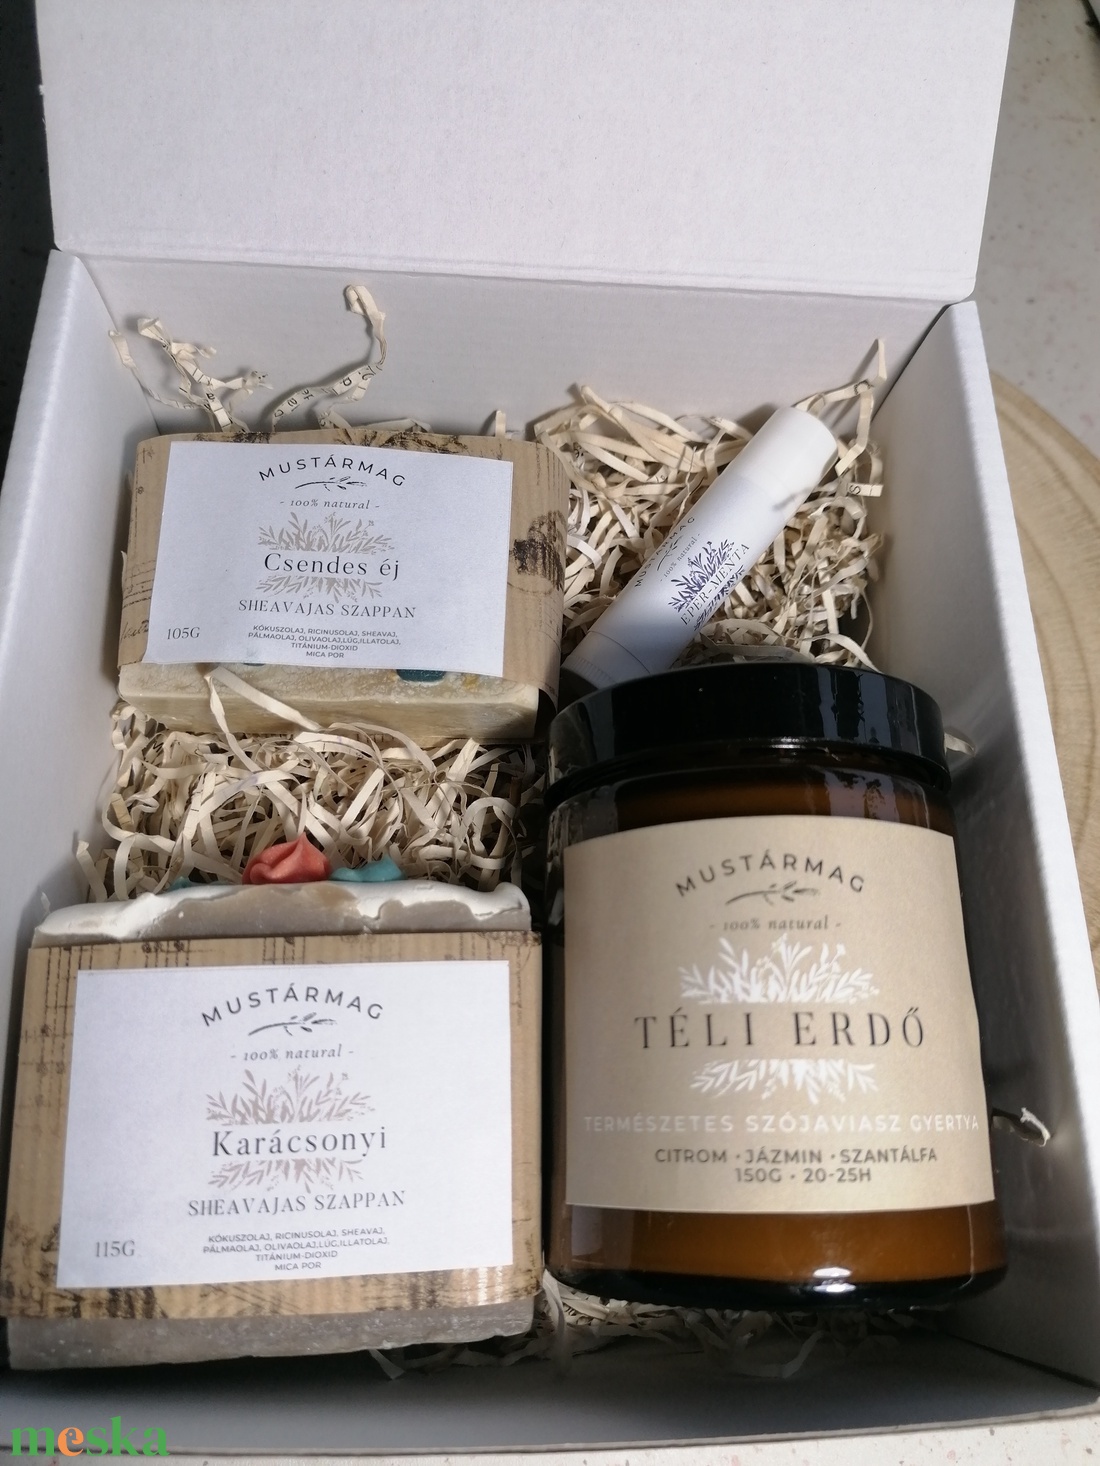 MUSTÁRMAG
- 100% natural -
Csendes éj
SHEAVAJAS SZAPPAN
105G
KÓKUSZOLAJ, RICINUSOLAJ, SHEAVAJ,
PÁLMAOLAJ, OLIVAOLAJ,LÚG,ILLATOLAJ,
TITÁNIUM-DIOXID
MICA POR
MUSTÁRMAG
- 100% natural -
EPER-MENTA
MUSTÁRMAG
- 100% natural -
TÉLI ERDŐ
TERMÉSZETES SZÓJAVIASZ GYERTYA
CITROM • JÁZMIN • SZANTÁLFA
150G • 20-25H
MUSTÁRMAG
- 100% natural -
Karácsonyi
SHEAVAJAS SZAPPAN
115G
KÓKUSZOLAJ, RICINUSOLAJ, SHEAVAJ,
PÁLMAOLAJ, OLIVAOLAJ,LÚG,ILLATOLAJ,
TITÁNIUM-DIOXID
MICA POR
meska